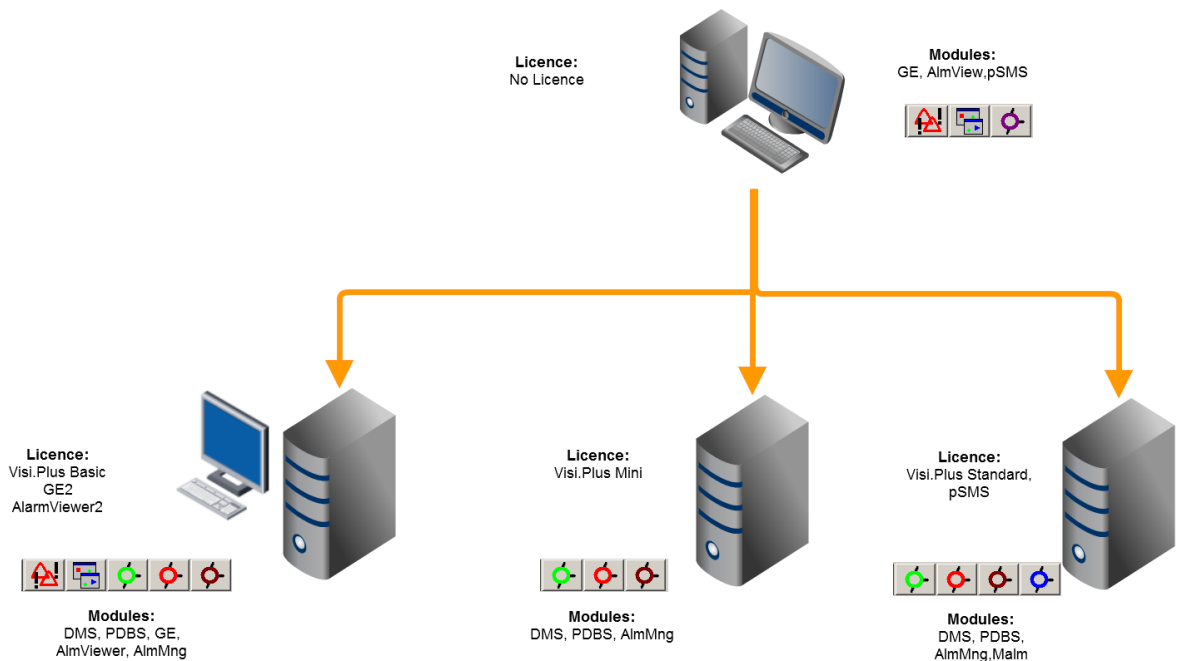 Licence:
No Licence
Modules:
GE, AlmView,pSMS
Licence:
Visi.Plus Basic
GE2
AlarmViewer2
Modules:
DMS, PDBS, GE,
AlmViewer, AlmMng
Licence:
Visi.Plus Mini
Modules:
DMS, PDBS, AlmMng
Licence:
Visi.Plus Standard,
pSMS
Modules:
DMS, PDBS,
AlmMng,Malm